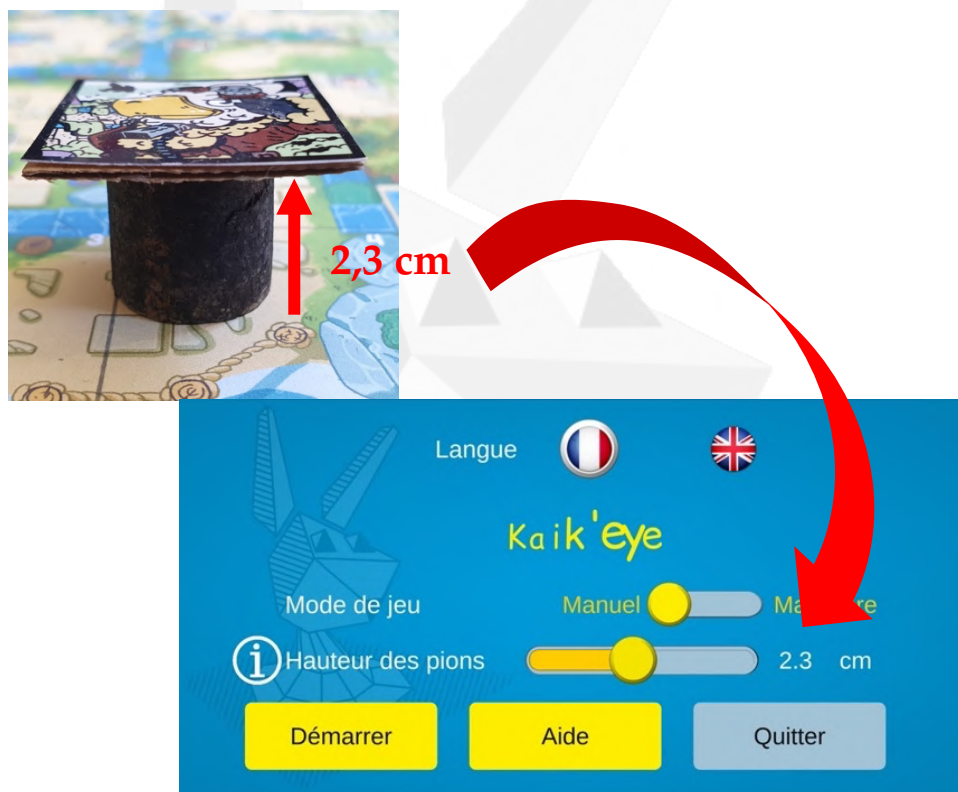 2,3 cm
Langue
Kaik'eye
Mode de jeu Manuel
Hauteur des pions 2.3 cm
Démarrer Aide Quitter